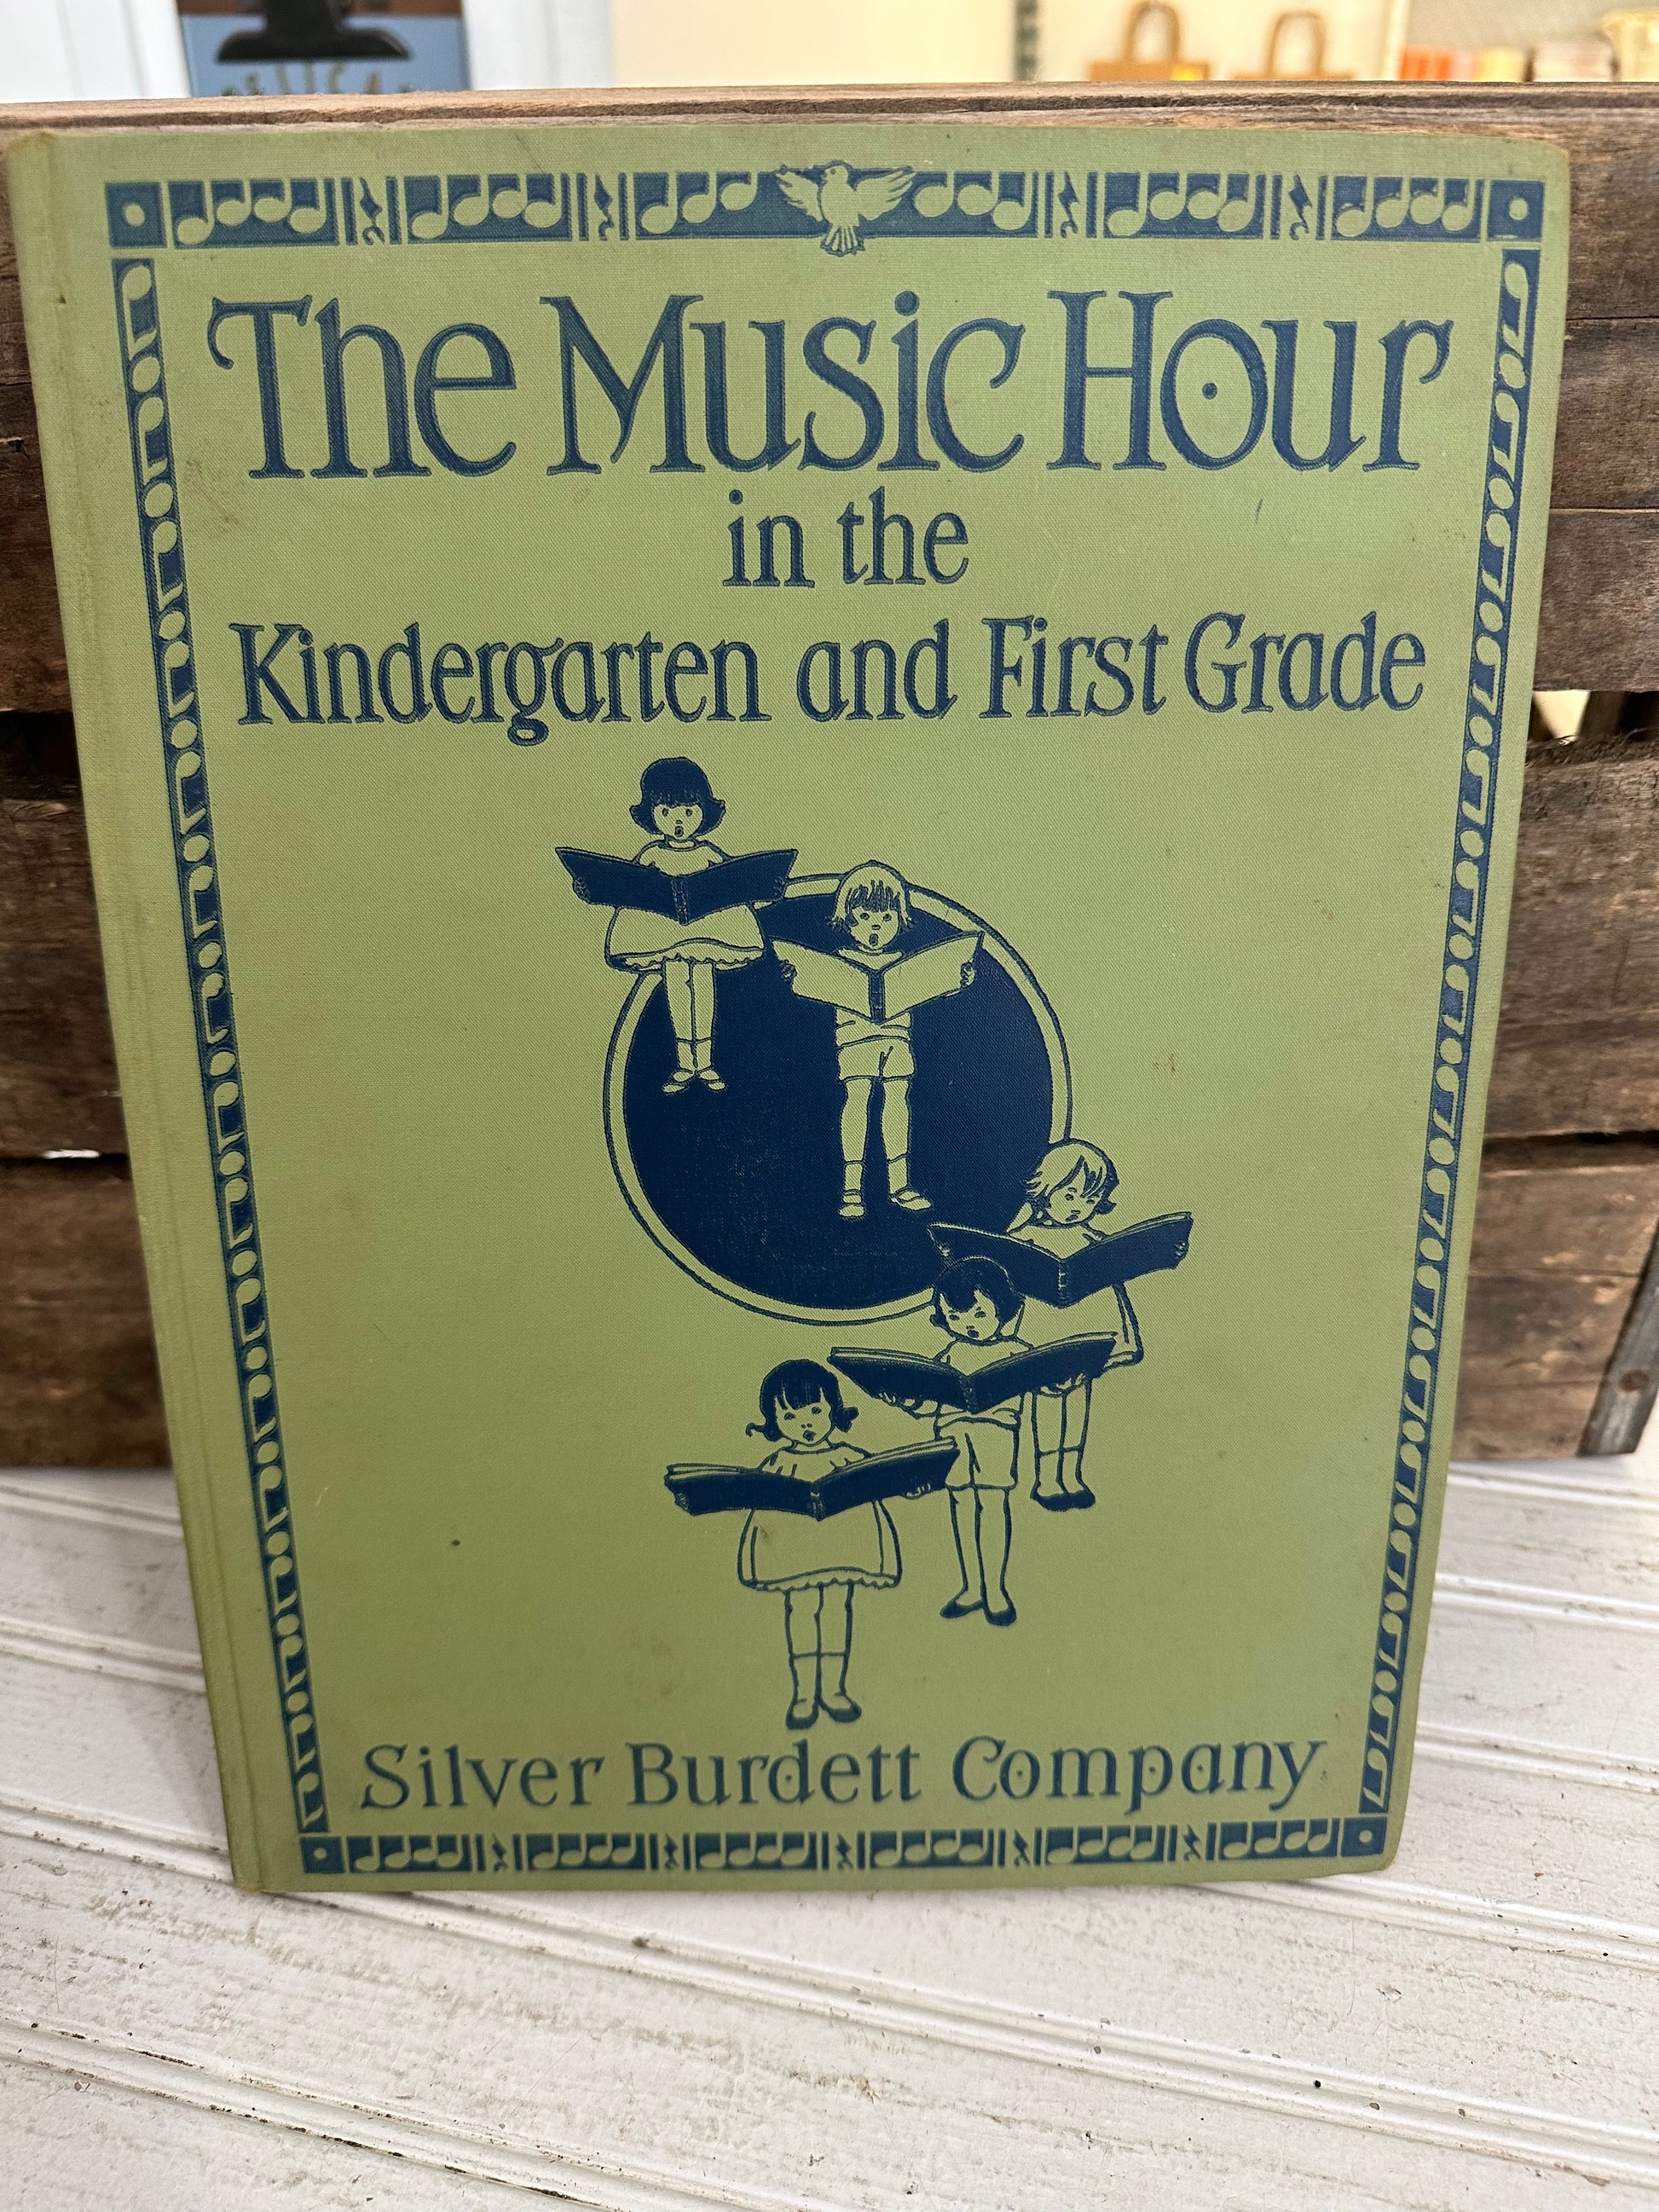 The Music Hour
in the
Kindergarten and First Grade
Silver Burdett Company